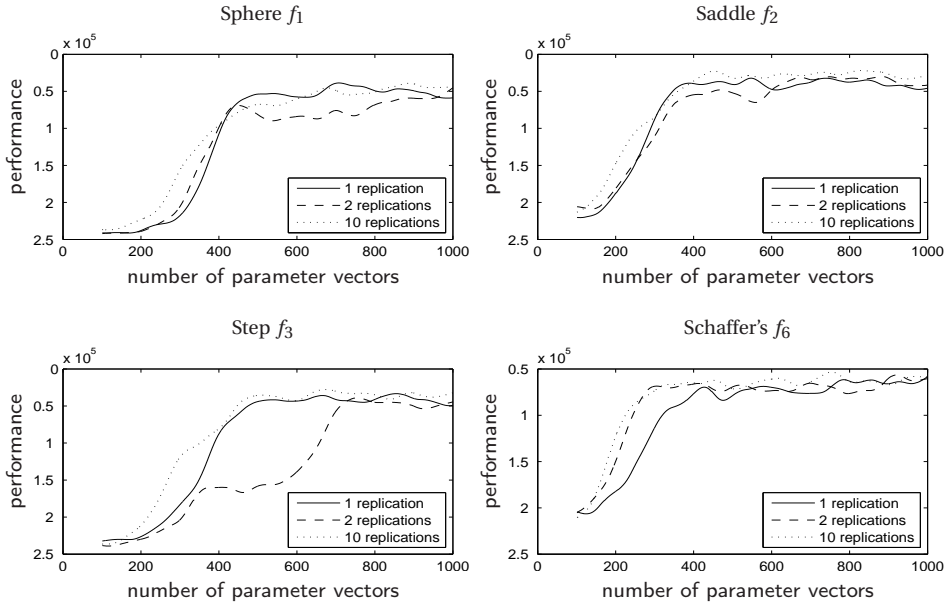 Sphere f1
x 10^5
0
0.5
1
1.5
2
2.5
performance
1 replication
2 replications
10 replications
0 200 400 600 800 1000
number of parameter vectors
Saddle f2
x 10^5
0
0.5
1
1.5
2
2.5
performance
1 replication
2 replications
10 replications
0 200 400 600 800 1000
number of parameter vectors
Step f3
x 10^5
0
0.5
1
1.5
2
2.5
performance
1 replication
2 replications
10 replications
0 200 400 600 800 1000
number of parameter vectors
Schaffer's f6
x 10^5
0.5
1
1.5
2
2.5
performance
1 replication
2 replications
10 replications
0 200 400 600 800 1000
number of parameter vectors